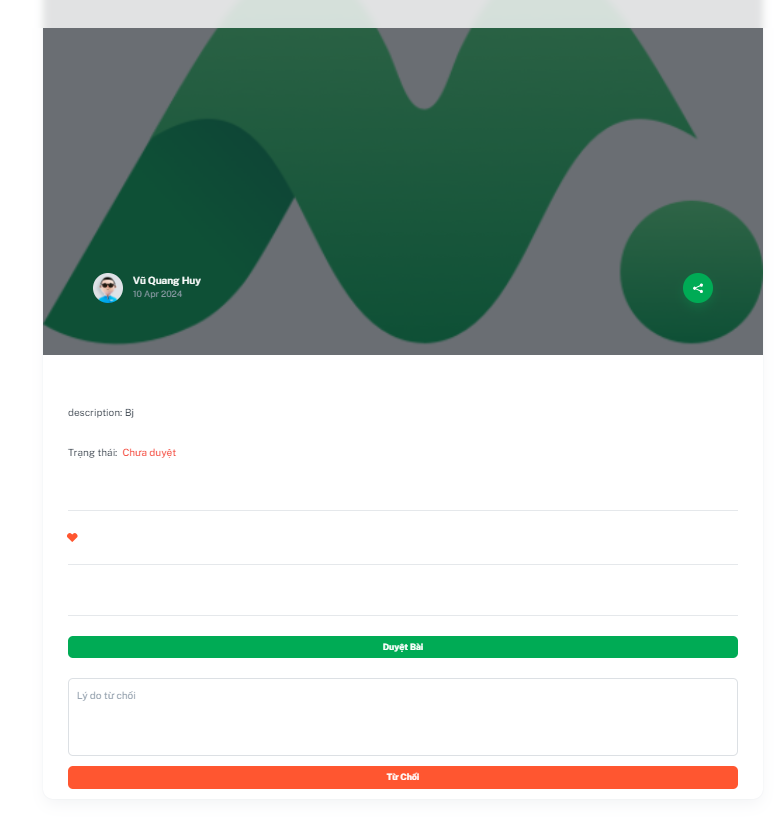 Vũ Quang Huy
10 Apr 2024
description: Bj
Trạng thái: Chưa duyệt
Duyệt Bài
Lý do từ chối
Từ Chối